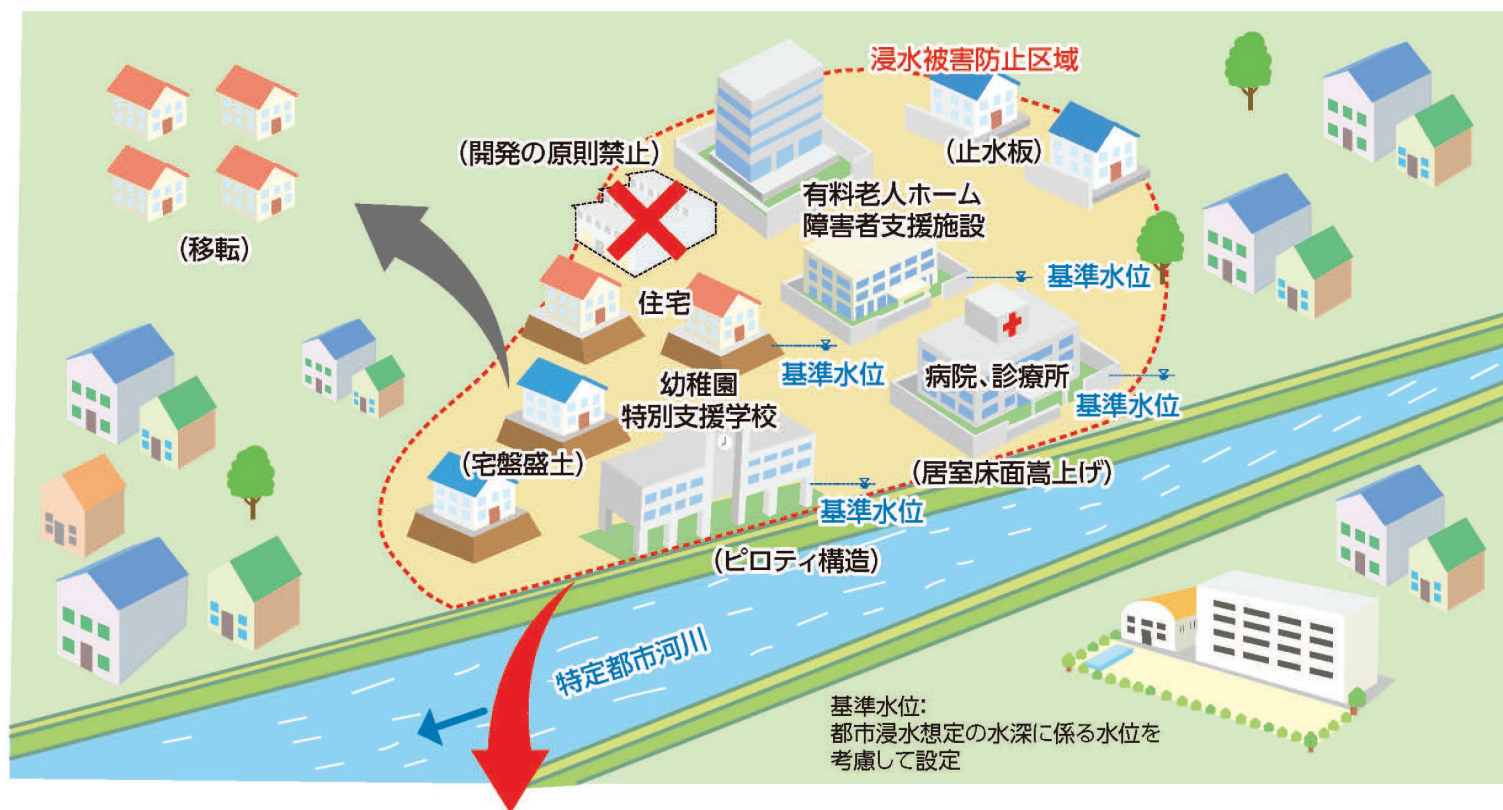 浸水被害防止区域
(開発の原則禁止)
(止水板)
有料老人ホーム
障害者支援施設
(移転)
基準水位
住宅
基準水位
病院、診療所
基準水位
幼稚園
特別支援学校
(宅盤盛土)
(居室床面嵩上げ)
基準水位
(ピロティ構造)
特定都市河川
基準水位:
都市浸水想定の水深に係る水位を
考慮して設定